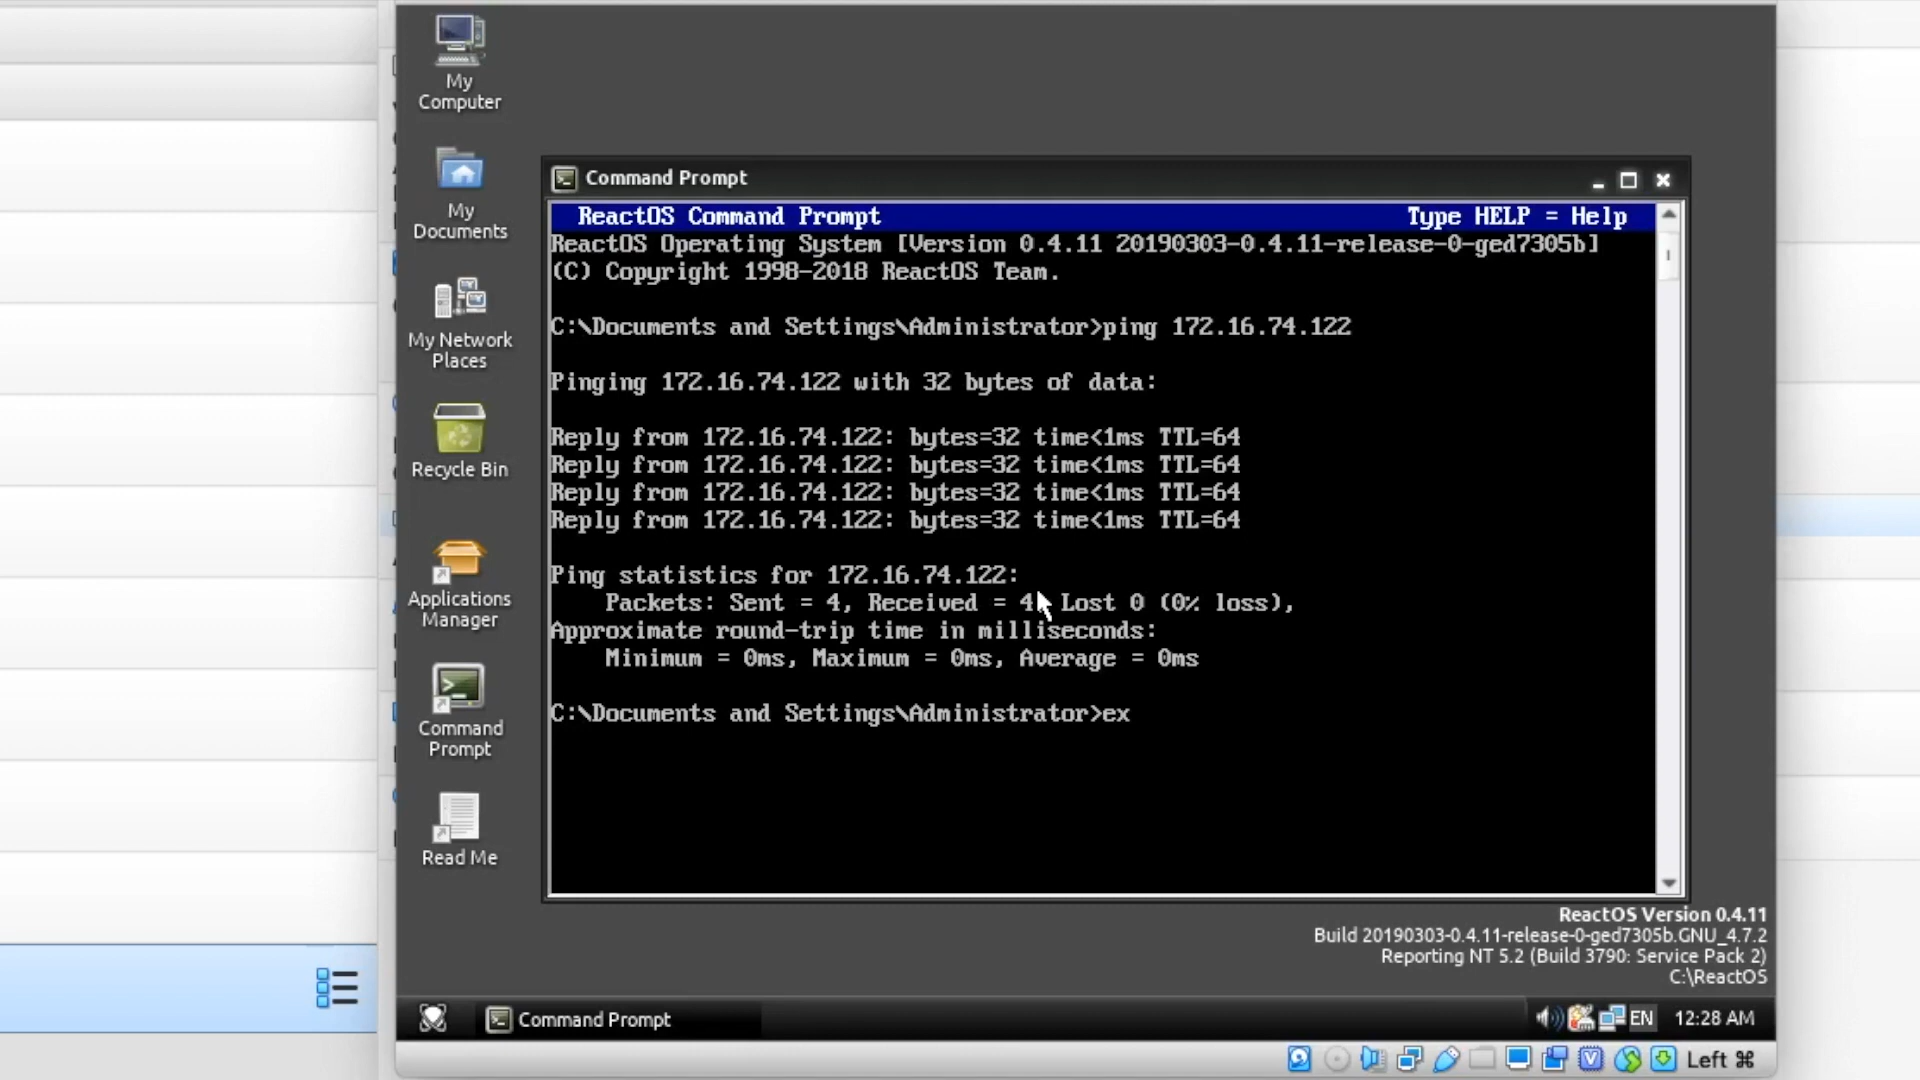 My
Computer
My
Documents
My Network
Places
Recycle Bin
Applications
Manager
Command
Prompt
Read Me
Command Prompt
ReactOS Command Prompt Type HELP = Help
ReactOS Operating System [Version 0.4.11 20190303-0.4.11-release-0-ged7305b]
(C) Copyright 1998-2018 ReactOS Team.
C:\Documents and Settings\Administrator>ping 172.16.74.122
Pinging 172.16.74.122 with 32 bytes of data:
Reply from 172.16.74.122: bytes=32 time<1ms TTL=64
Reply from 172.16.74.122: bytes=32 time<1ms TTL=64
Reply from 172.16.74.122: bytes=32 time<1ms TTL=64
Reply from 172.16.74.122: bytes=32 time<1ms TTL=64
Ping statistics for 172.16.74.122:
Packets: Sent = 4, Received = 4 Lost 0 (0% loss),
Approximate round-trip time in milliseconds:
Minimum = 0ms, Maximum = 0ms, Average = 0ms
C:\Documents and Settings\Administrator>ex
ReactOS Version 0.4.11
Build 20190303-0.4.11-release-0-ged7305b.GNU_4.7.2
Reporting NT 5.2 (Build 3790: Service Pack 2)
C:\ReactOS
Command Prompt
EN 12:28 AM
Left ⌘